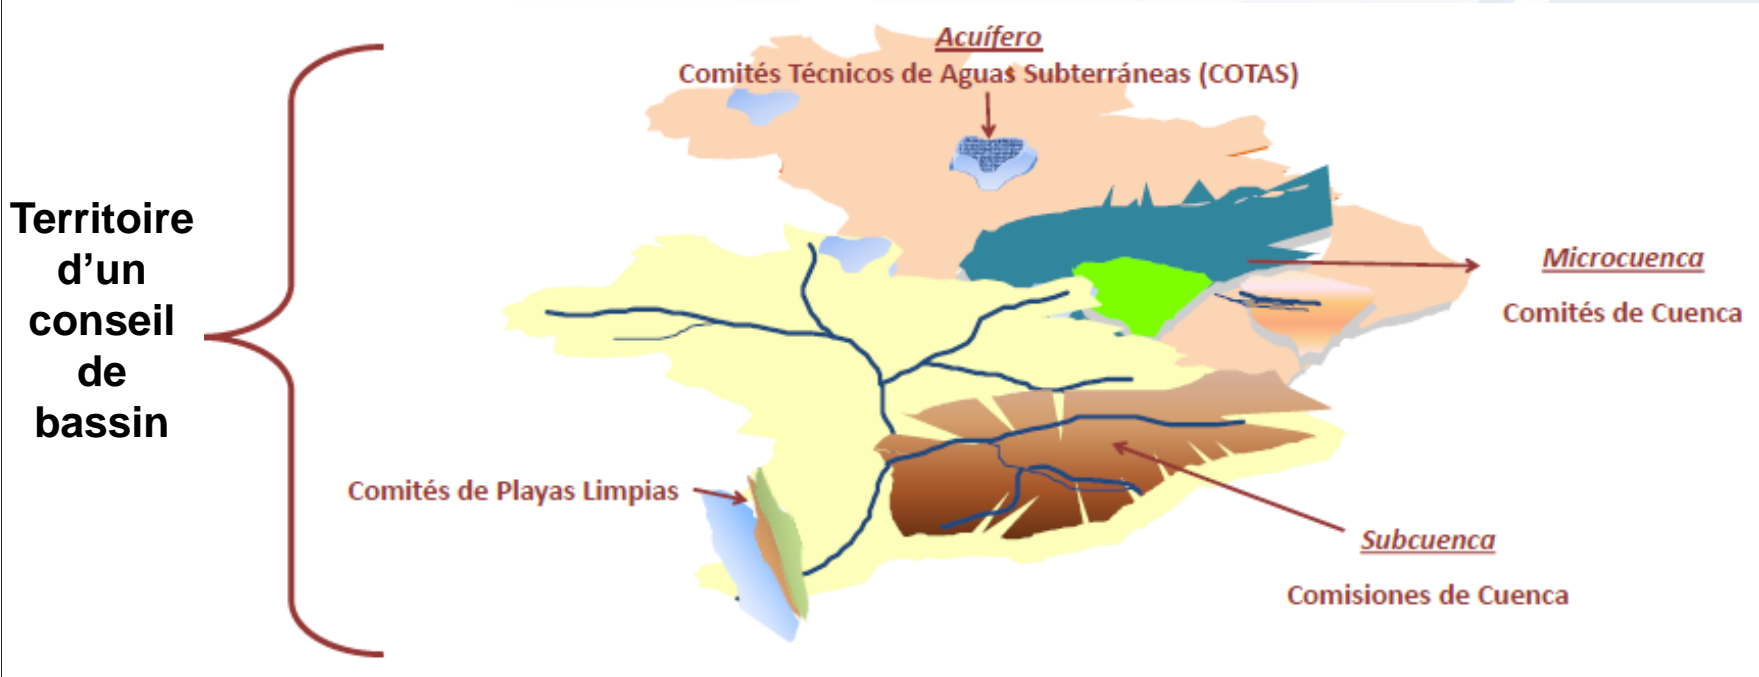 Acuífero
Comités Técnicos de Aguas Subterráneas (COTAS)
Territoire
d’un
conseil
de
bassin
Microcuenca
Comités de Cuenca
Comités de Playas Limpias
Subcuenca
Comisiones de Cuenca